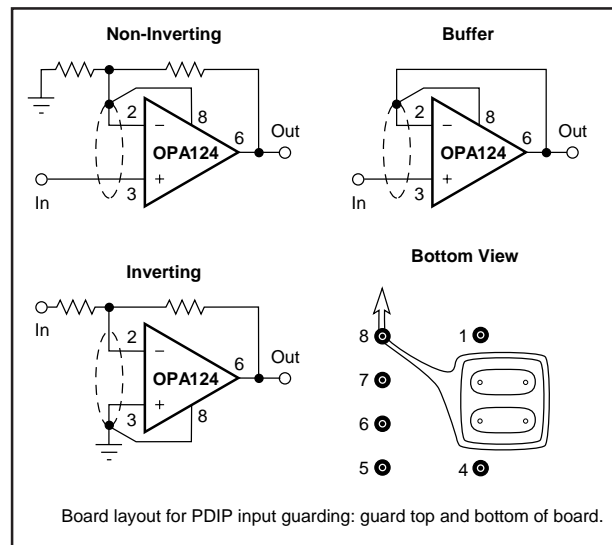 Non-Inverting
2
−
8
6
Out
OPA124
+
3
In
Buffer
2
−
8
6
Out
OPA124
+
3
In
Inverting
In
2
−
6
Out
OPA124
+
3
8
Bottom View
8
1
7
6
5
4
Board layout for PDIP input guarding: guard top and bottom of board.